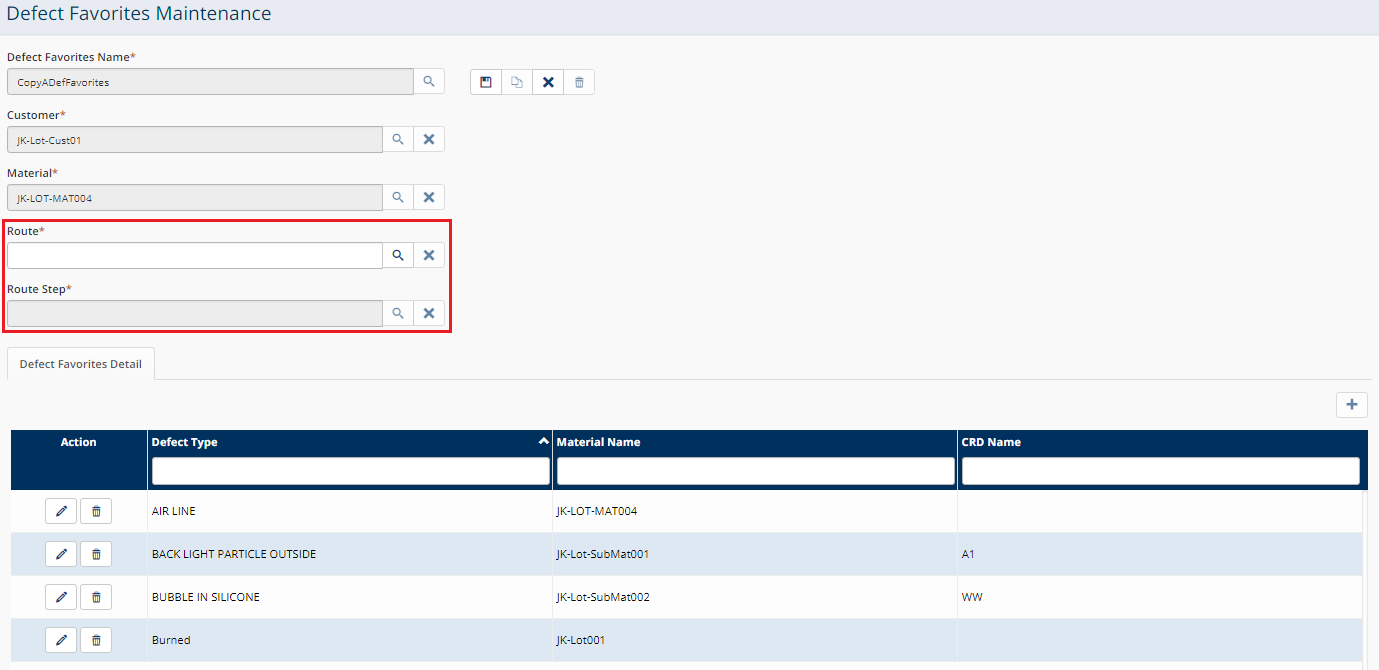 Defect Favorites Maintenance
Defect Favorites Name*
CopyADefFavorites
Customer*
JK-Lot-Cust01
Material*
JK-LOT-MAT004
Route*
Route Step*
Defect Favorites Detail
Action Defect Type Material Name CRD Name
AIR LINE JK-LOT-MAT004
BACK LIGHT PARTICLE OUTSIDE JK-Lot-SubMat001 A1
BUBBLE IN SILICONE JK-Lot-SubMat002 WW
Burned JK-Lot001